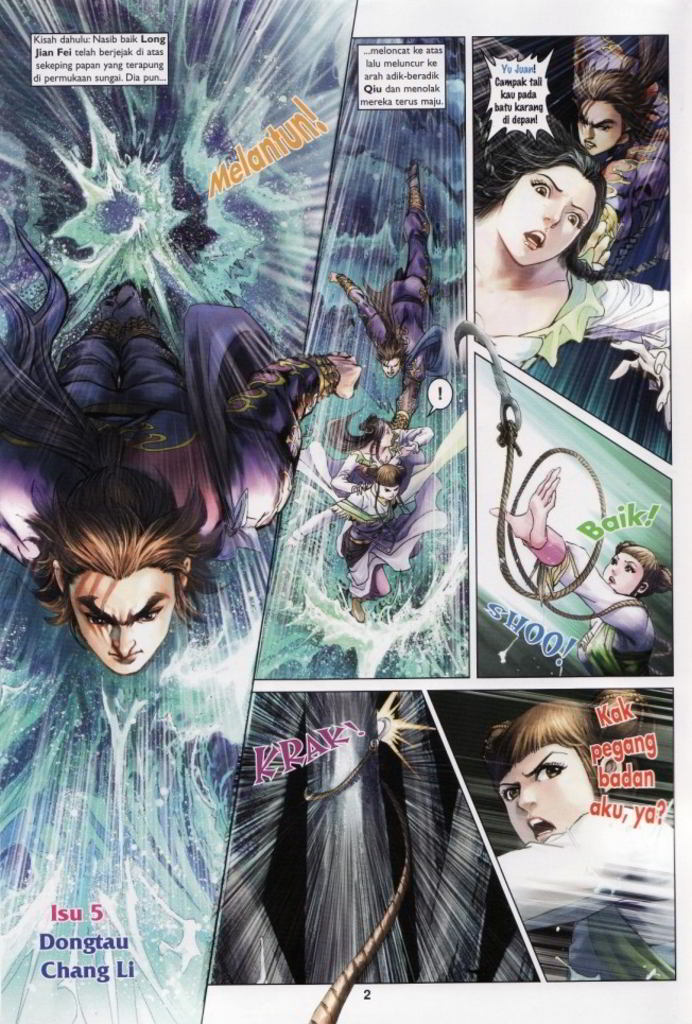 Kisah dahulu: Nasib baik Long
Jian Fei telah berjejak di atas
sekeping papan yang terapung
di permukaan sungai. Dia pun...
Melantun!
...meloncat ke atas
lalu meluncur ke
arah adik-beradik
Qiu dan menolak
mereka terus maju.
!
Yu Juan!
Campak tali
kau pada
batu karang
di depan!
Baik!
SHOO!
KRAK!
Kak
pegang
badan
aku, ya?
Isu 5
Dongtau
Chang Li
2